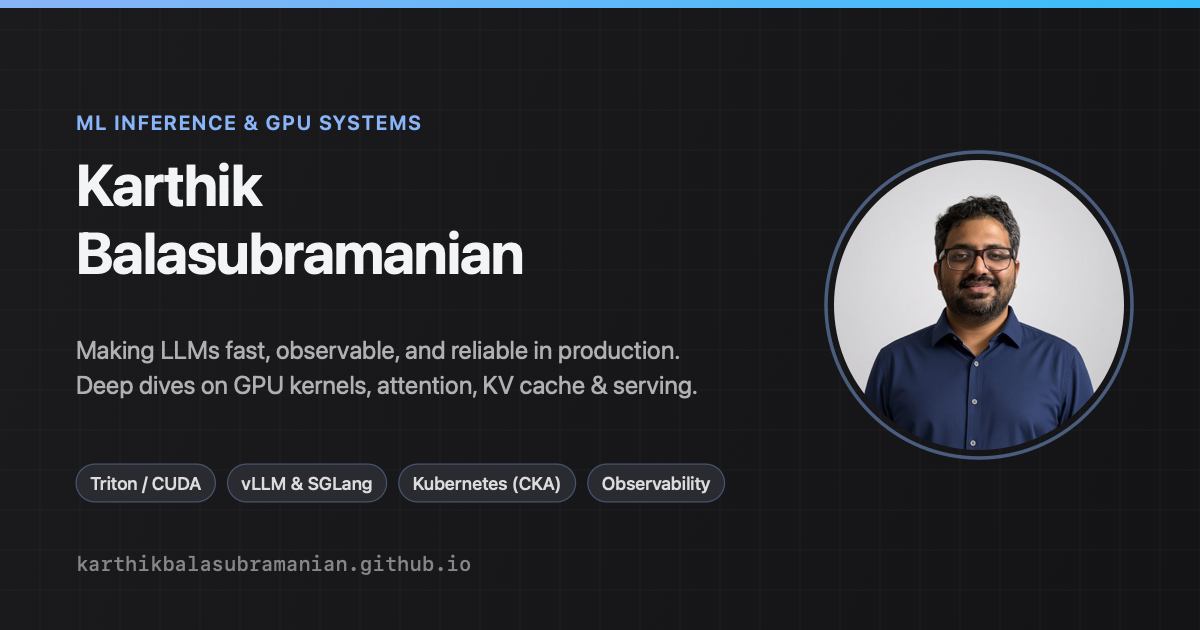 ML INFERENCE & GPU SYSTEMS
Karthik
Balasubramanian
Making LLMs fast, observable, and reliable in production.
Deep dives on GPU kernels, attention, KV cache & serving.
Triton / CUDA
vLLM & SGLang
Kubernetes (CKA)
Observability
karthikbalasubramanian.github.io